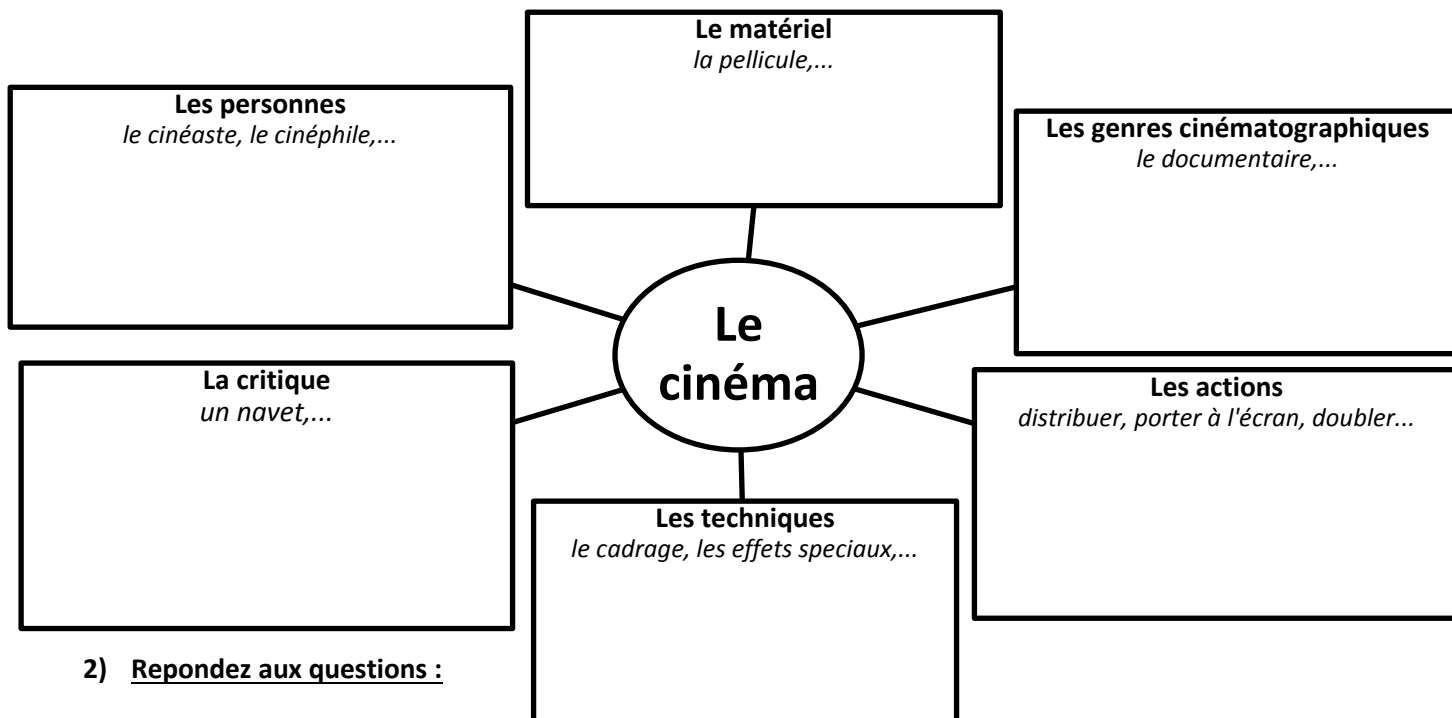 Le matériel
la pellicule,...
Les personnes
le cinéaste, le cinéphile,...
Les genres cinématographiques
le documentaire,...
Le
cinéma
La critique
un navet,...
Les actions
distribuer, porter à l'écran, doubler...
Les techniques
le cadrage, les effets speciaux,...
2) Repondez aux questions :